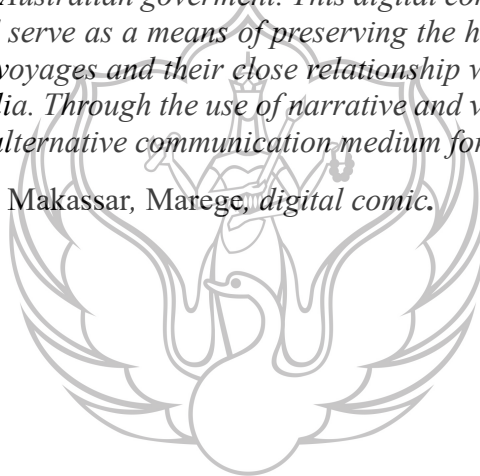 Australian goverment. This digital con
serve as a means of preserving the h
voyages and their close relationship w
lia. Through the use of narrative and v
alternative communication medium for
Makassar, Marege, digital comic.